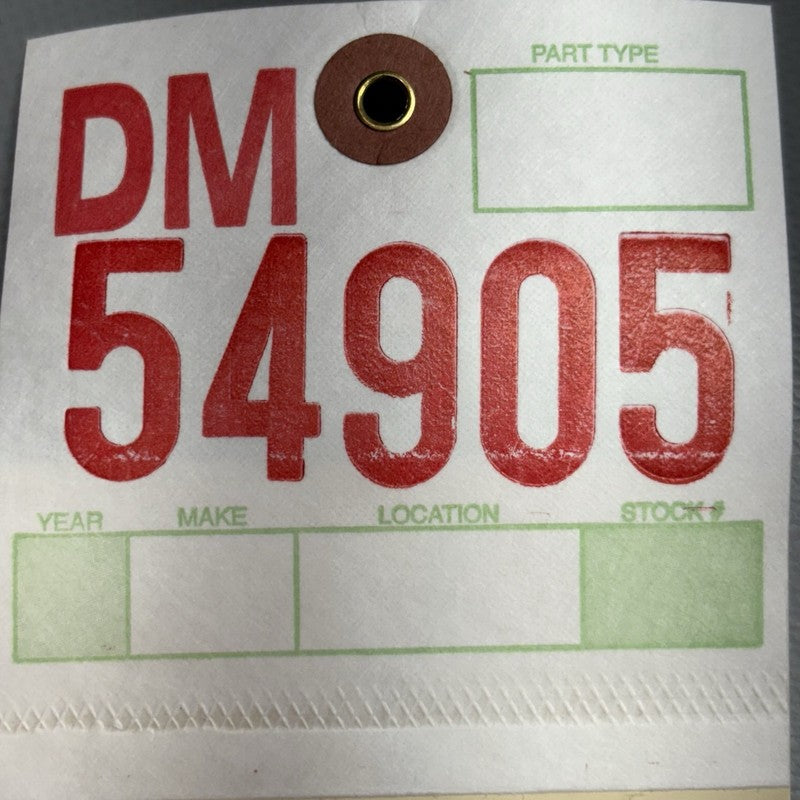 PART TYPE
DM
54905
YEAR MAKE LOCATION STOCK #